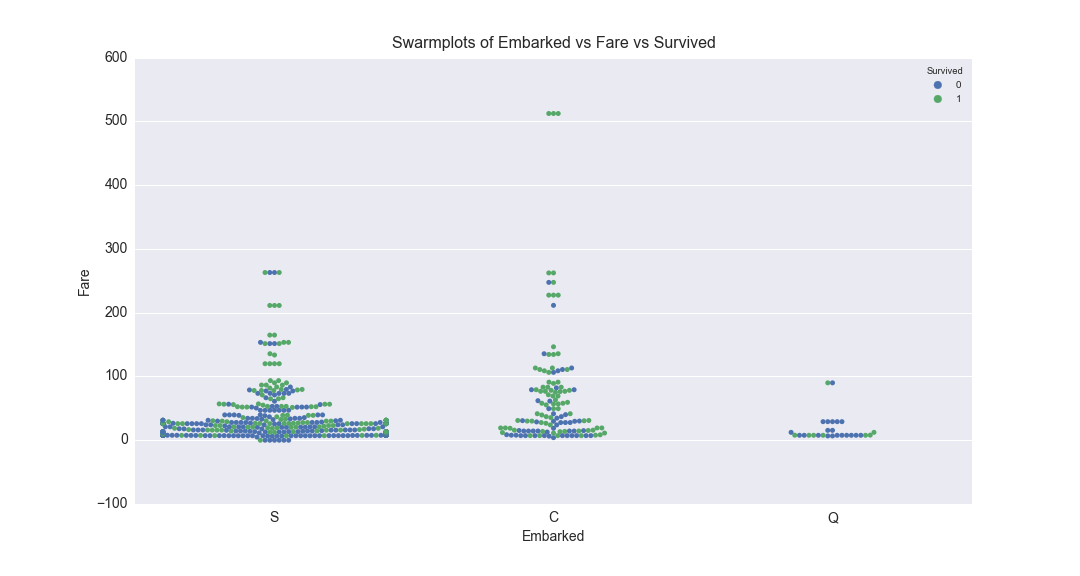 Swarmplots of Embarked vs Fare vs Survived
600
500
400
300
200
100
0
−100
Fare
Survived
0
1
S
C
Q
Embarked